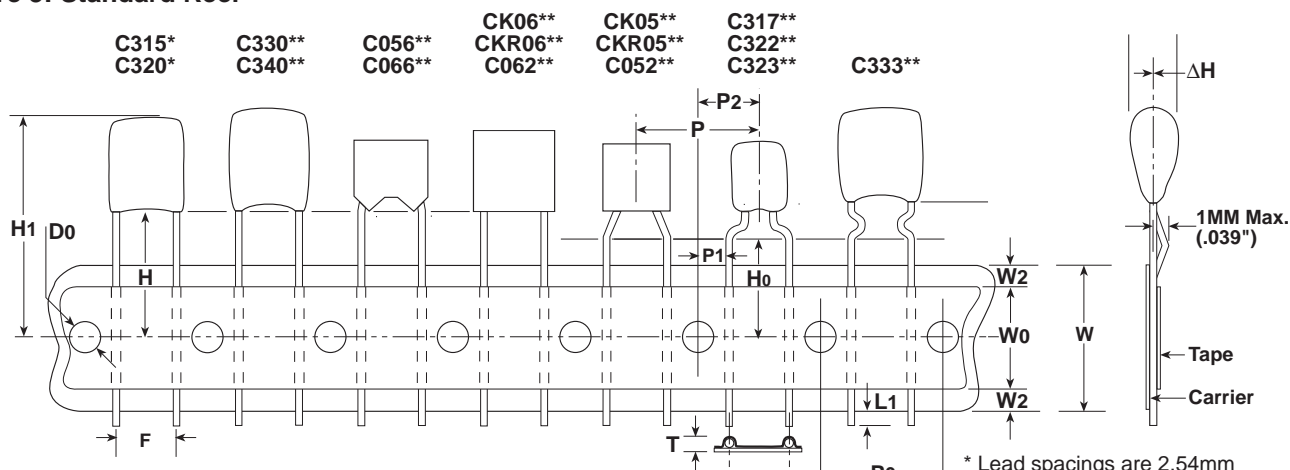 CK06** CK05** C317**
C315* C330** C056** CKR06** CKR05** C322**
C320* C340** C066** C062** C052** C323** C333**
ΔH
P2
P
H1
D0
H
P1
H0
1MM Max.
(.039")
W2
W0
W
Tape
Carrier
W2
L1
F
T
* Lead spacings are 2.54mm